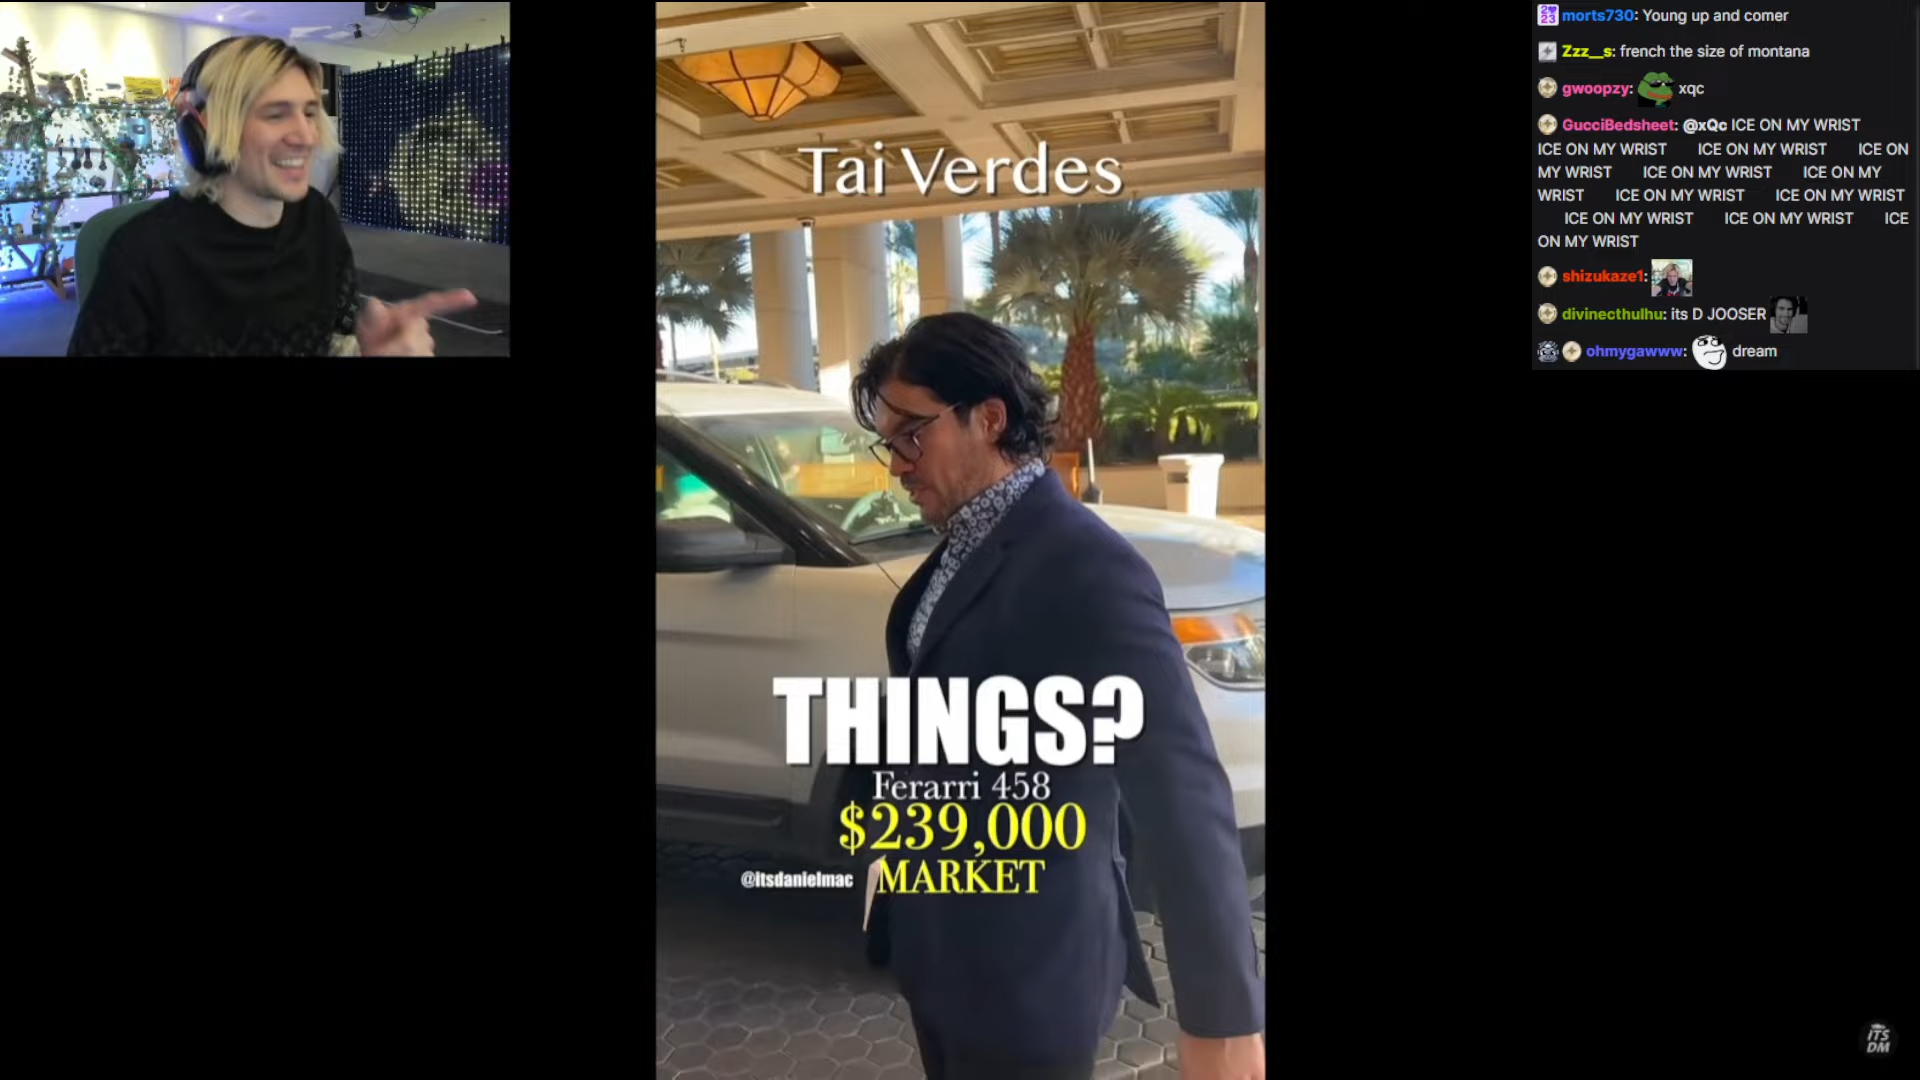 Tai Verdes
THINGS?
Ferarri 458
$239,000
@itsdanielmac MARKET
morts730: Young up and comer
Zzz__s: french the size of montana
gwoopzy: xqc
GucciBedsheet: @xQc ICE ON MY WRIST
ICE ON MY WRIST ICE ON MY WRIST ICE ON
MY WRIST ICE ON MY WRIST ICE ON MY
WRIST ICE ON MY WRIST ICE ON MY WRIST
ICE ON MY WRIST ICE ON MY WRIST ICE
ON MY WRIST
shizukaze1:
divinecthulhu: its D JOOSER
ohmygawww: dream
ITS
DM